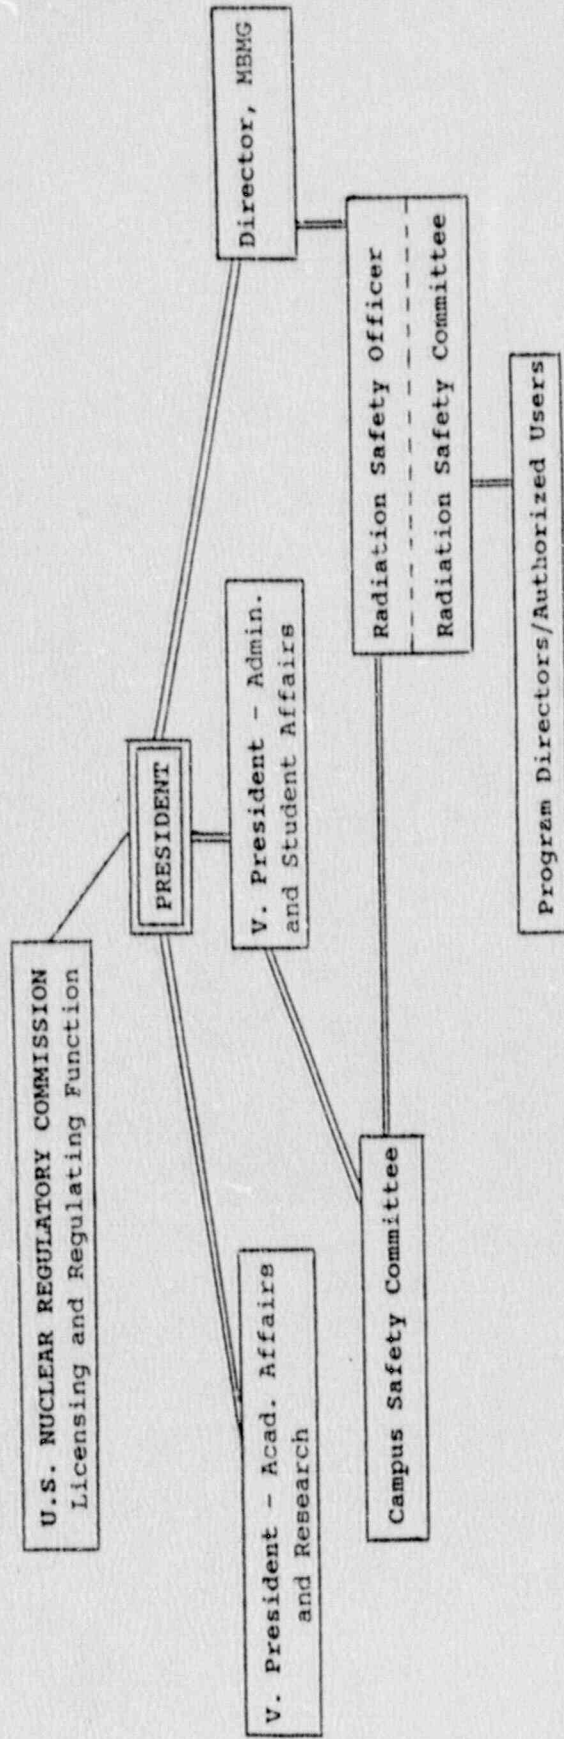 U.S. NUCLEAR REGULATORY COMMISSION
Licensing and Regulating Function
PRESIDENT
V. President - Acad. Affairs
and Research
V. President - Admin.
and Student Affairs
Director, MBMG
Campus Safety Committee
Radiation Safety Officer
Radiation Safety Committee
Program Directors/Authorized Users